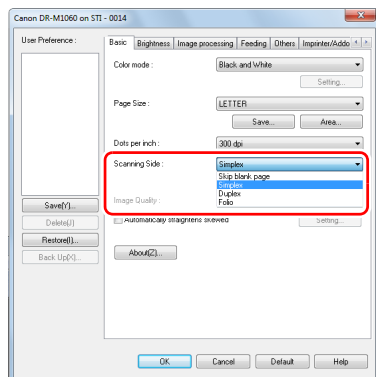 Canon DR-M1060 on STI - 0014
User Preference :
Basic Brightness Image processing Feeding Others Imprinter/Addo
Color mode : Black and White
Setting...
Page Size : LETTER
Save... Area...
Dots per inch : 300 dpi
Scanning Side : Simplex
Skip blank page
Simplex
Duplex
Image Quality : Folio
Automatically straightens skewed Setting...
About(Z)...
Save(Y)...
Delete(J)
Restore(I)...
Back Up(X)...
OK Cancel Default Help